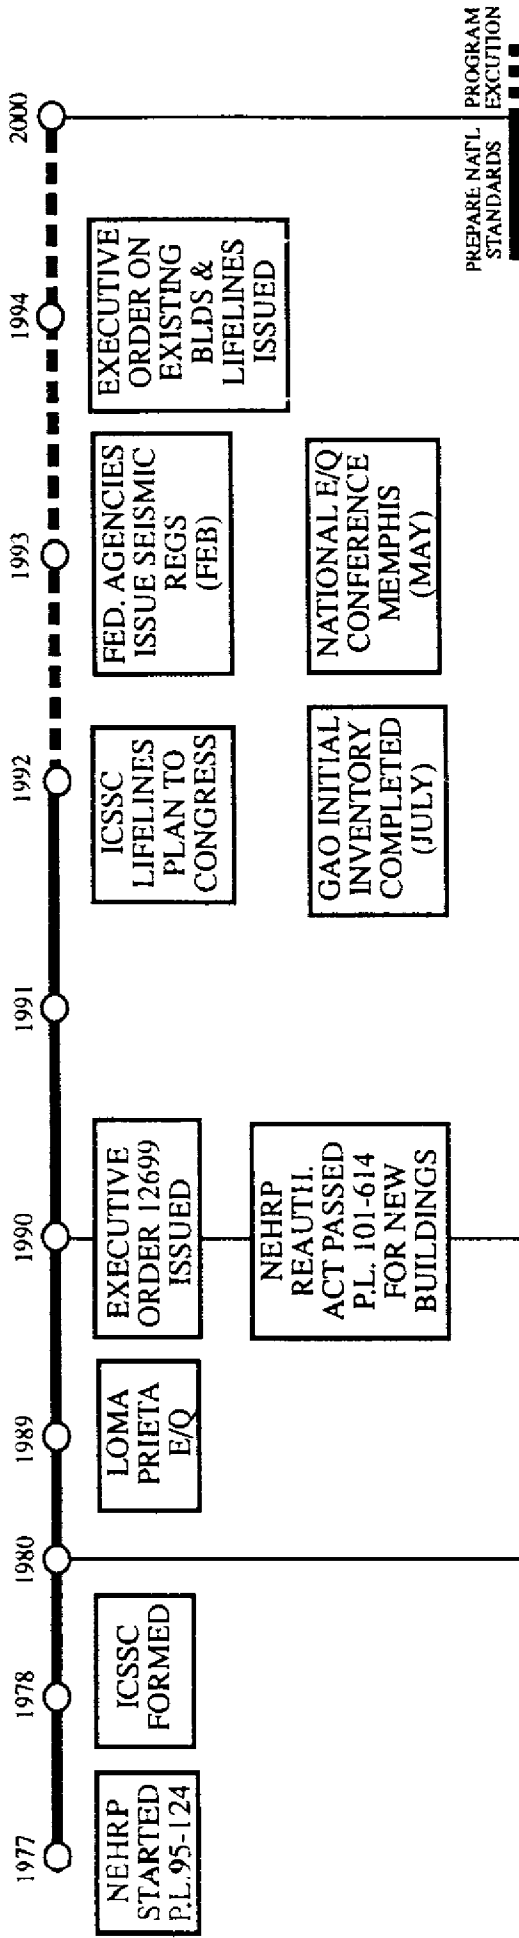 1977
1978
1980
1989
1990
1991
1992
1993
1994
2000
NEHRP
STARTED
P.L.95-124
ICSSC
FORMED
LOMA
PRIETA
E/Q
EXECUTIVE
ORDER 12699
ISSUED
NEHRP
REAUTH.
ACT PASSED
P.L. 101-614
FOR NEW
BUILDINGS
ICSSC
LIFELINES
PLAN TO
CONGRESS
GAO INITIAL
INVENTORY
COMPLETED
(JULY)
FED. AGENCIES
ISSUE SEISMIC
REGS
(FEB)
NATIONAL E/Q
CONFERENCE
MEMPHIS
(MAY)
EXECUTIVE
ORDER ON
EXISTING
BLDS &
LIFELINES
ISSUED
PREPARE NAT'L
STANDARDS
PROGRAM
EXCUTION